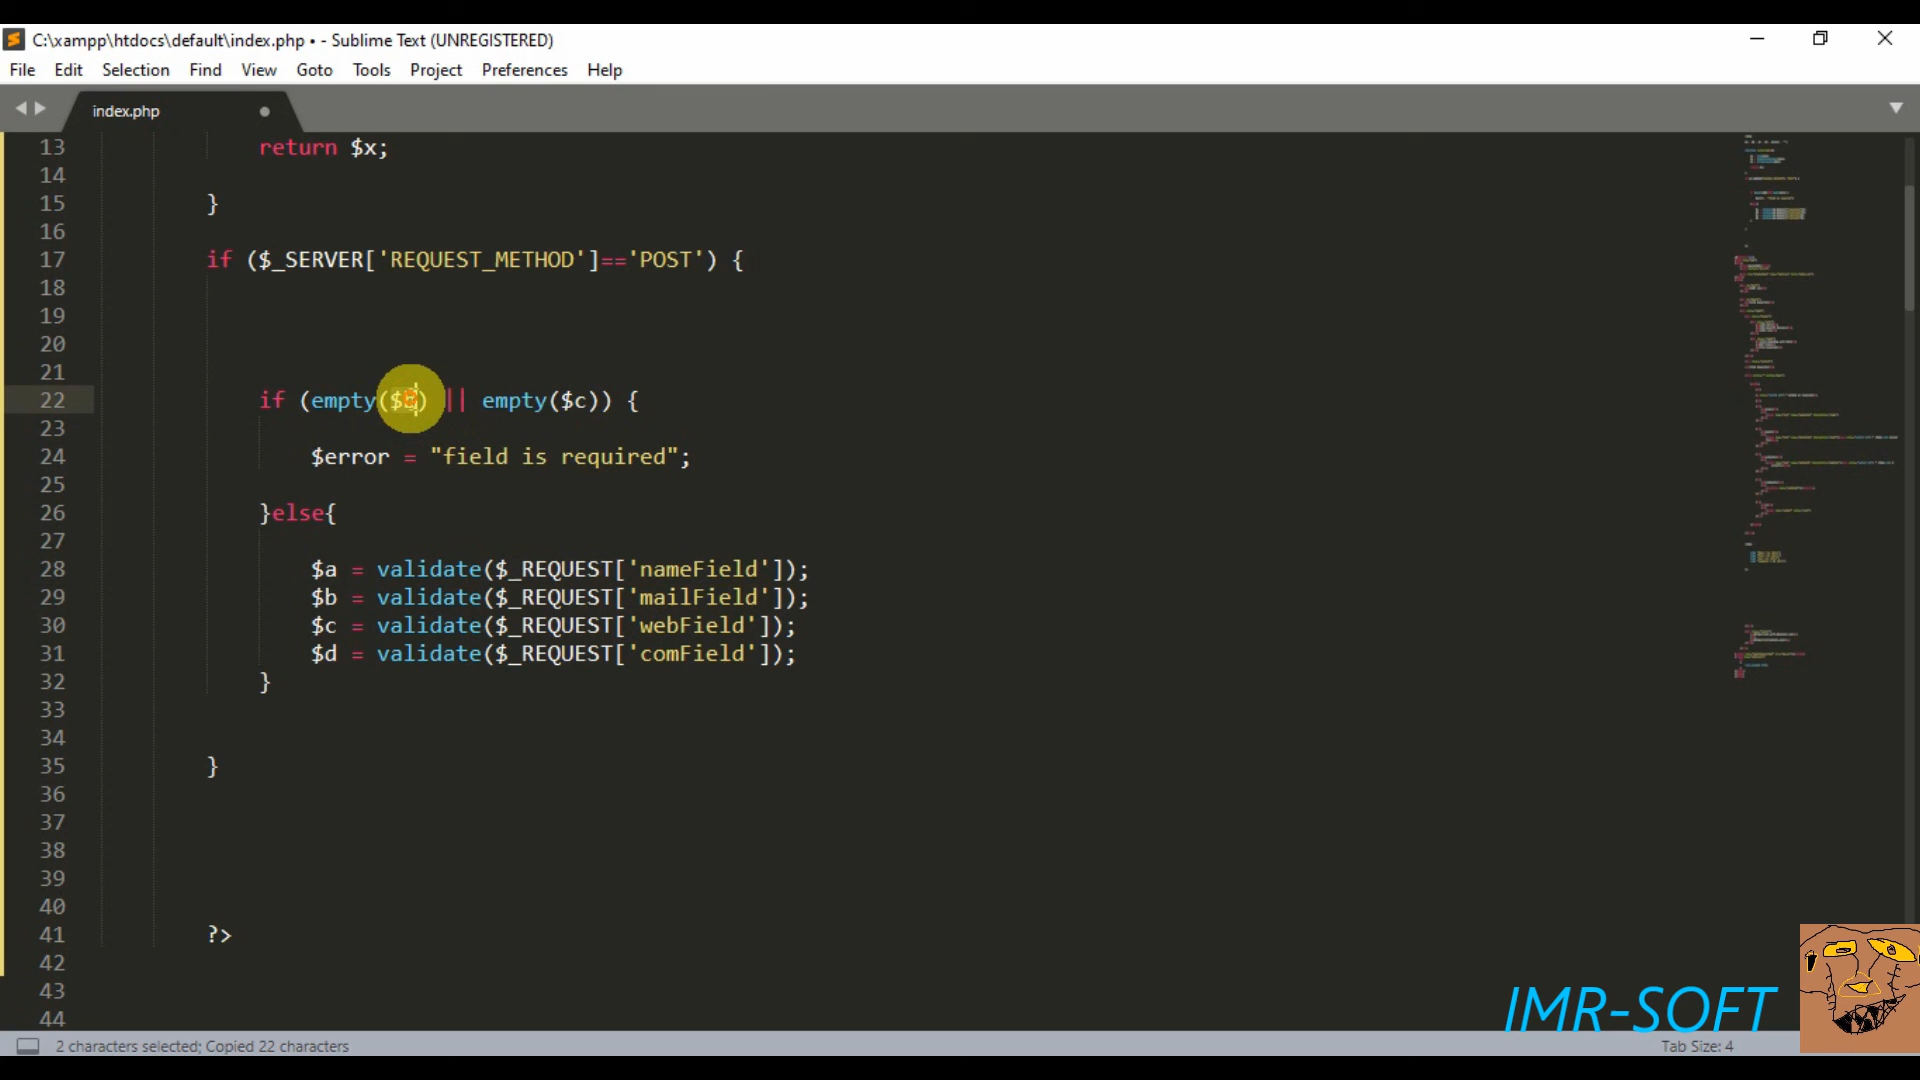 C:\xampp\htdocs\default\index.php • - Sublime Text (UNREGISTERED)
File Edit Selection Find View Goto Tools Project Preferences Help
index.php
13 return $x;
14
15 }
16
17 if ($_SERVER['REQUEST_METHOD']=='POST') {
18
19
20
21
22 if (empty($ ) || empty($c)) {
23
24 $error = "field is required";
25
26 }else{
27
28 $a = validate($_REQUEST['nameField']);
29 $b = validate($_REQUEST['mailField']);
30 $c = validate($_REQUEST['webField']);
31 $d = validate($_REQUEST['comField']);
32 }
33
34
35 }
36
37
38
39
40
41 ?>
42
43
44
IMR-SOFT
2 characters selected; Copied 22 characters
Tab Size: 4